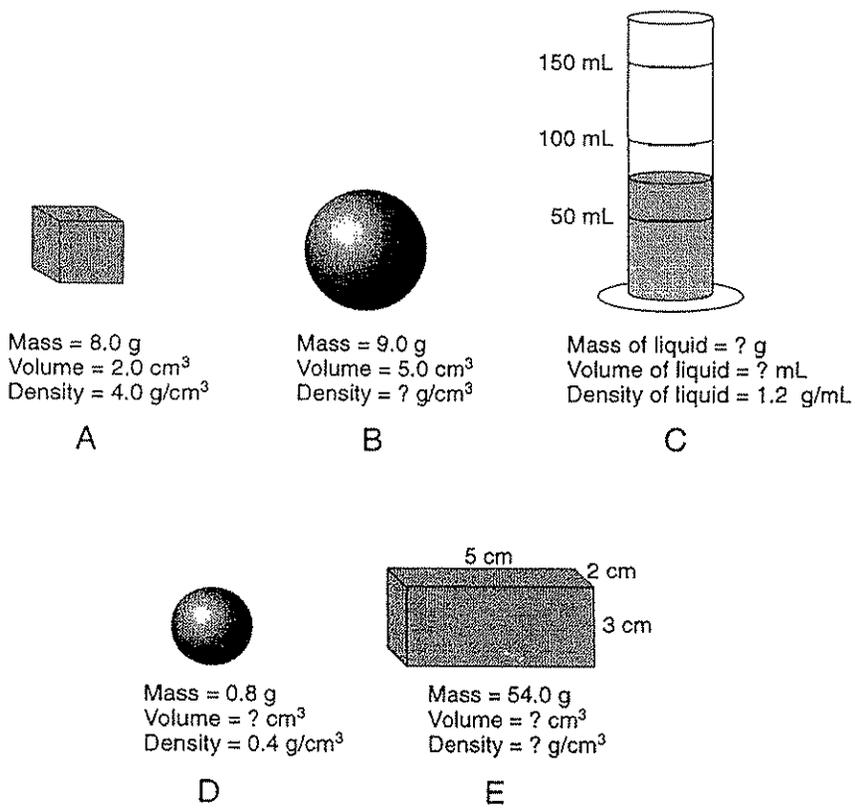 150 mL
100 mL
50 mL
Mass = 8.0 g
Volume = 2.0 cm³
Density = 4.0 g/cm³
A
Mass = 9.0 g
Volume = 5.0 cm³
Density = ? g/cm³
B
Mass of liquid = ? g
Volume of liquid = ? mL
Density of liquid = 1.2 g/mL
C
5 cm
2 cm
3 cm
Mass = 0.8 g
Volume = ? cm³
Density = 0.4 g/cm³
D
Mass = 54.0 g
Volume = ? cm³
Density = ? g/cm³
E